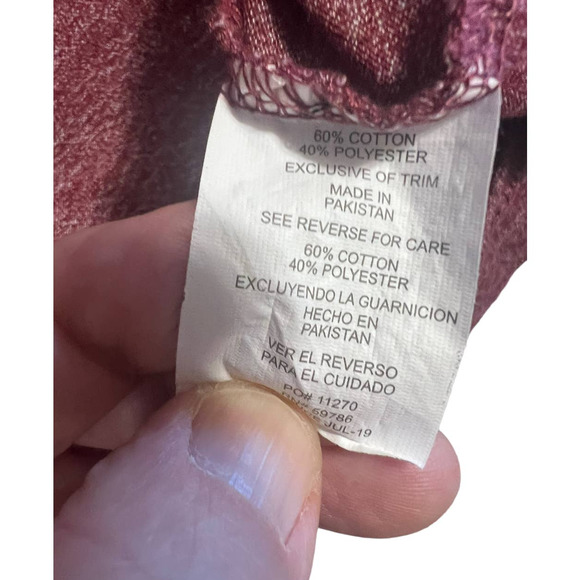 60% COTTON
40% POLYESTER
EXCLUSIVE OF TRIM
MADE IN
PAKISTAN
SEE REVERSE FOR CARE
60% COTTON
40% POLYESTER
EXCLUYENDO LA GUARNICION
HECHO EN
PAKISTAN
VER EL REVERSO
PARA EL CUIDADO
PO# 11270
59786
JUL-19